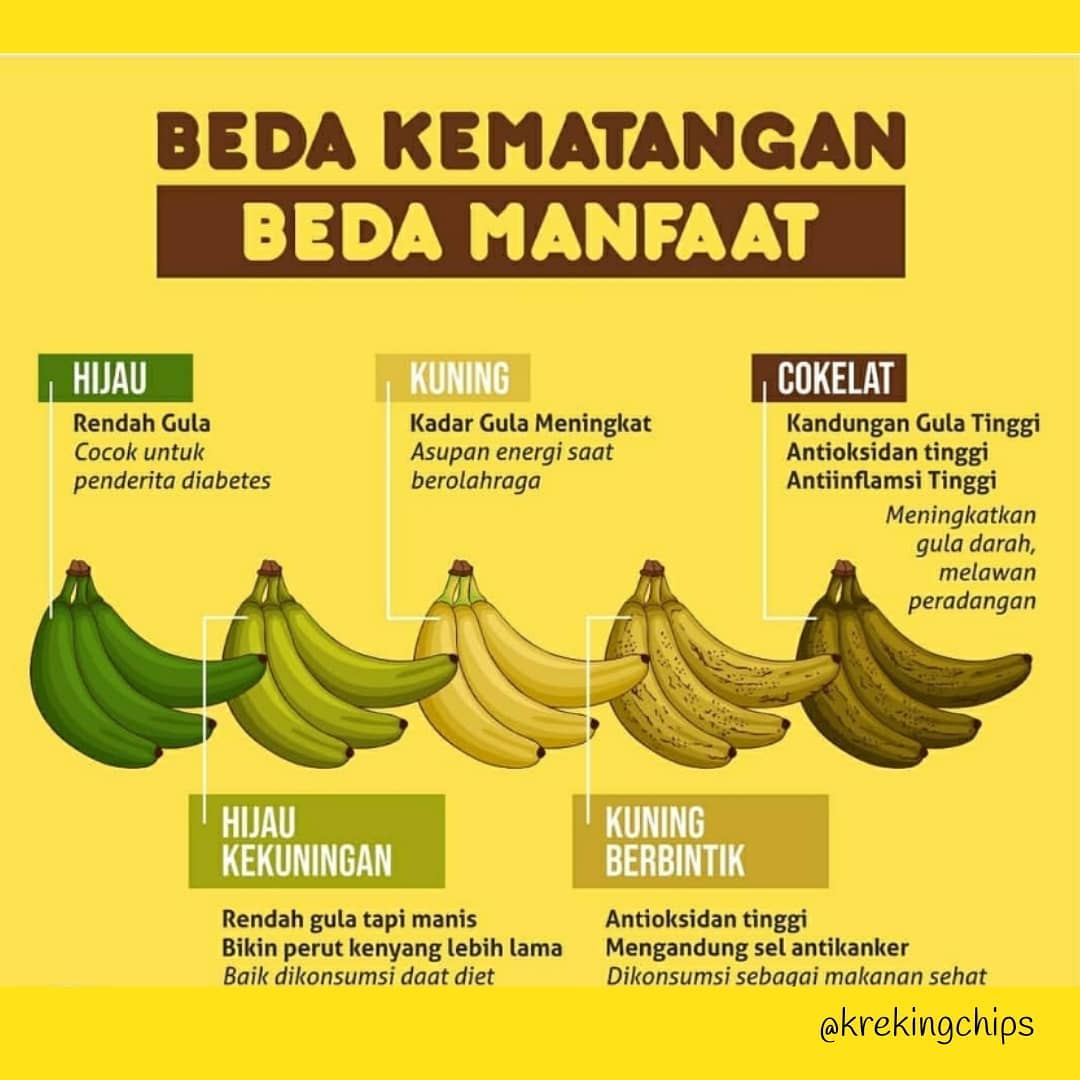 BEDA KEMATANGAN
BEDA MANFAAT
HIJAU
Rendah Gula
Cocok untuk
penderita diabetes
KUNING
Kadar Gula Meningkat
Asupan energi saat
berolahraga
COKELAT
Kandungan Gula Tinggi
Antioksidan tinggi
Antiinflamsi Tinggi
Meningkatkan
gula darah,
melawan
peradangan
HIJAU
KEKUNINGAN
Rendah gula tapi manis
Bikin perut kenyang lebih lama
Baik dikonsumsi daat diet
KUNING
BERBINTIK
Antioksidan tinggi
Mengandung sel antikanker
Dikonsumsi sebagai makanan sehat
@krekingchips